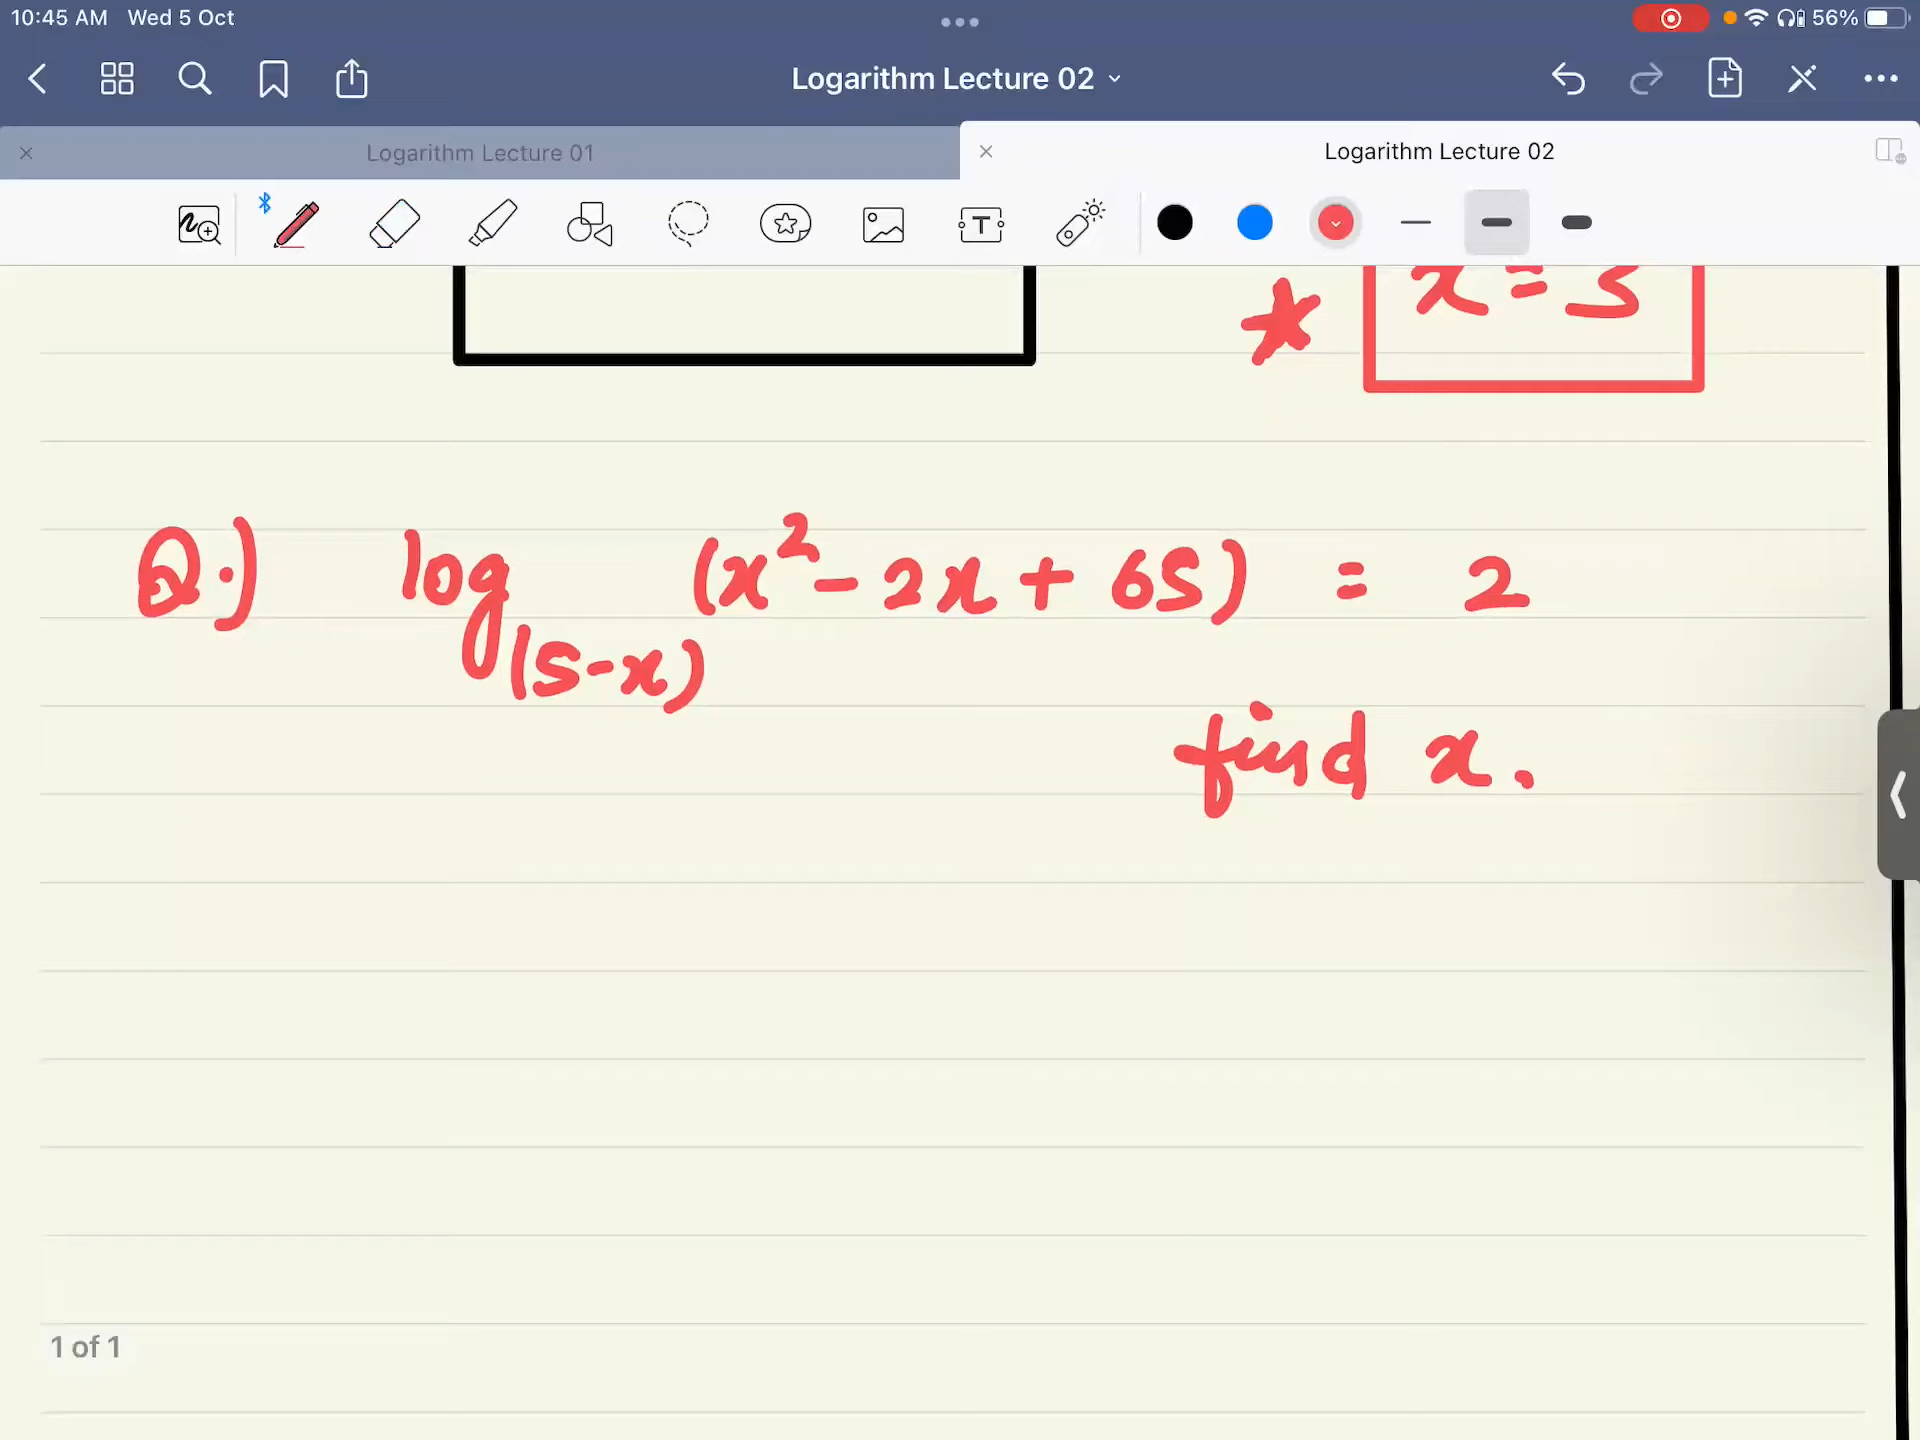 10:45 AM Wed 5 Oct
56%
Logarithm Lecture 02
Logarithm Lecture 01
Logarithm Lecture 02
T
x = 5
Q.) log(5-x) (x²-2x+65) = 2
find x.
1 of 1